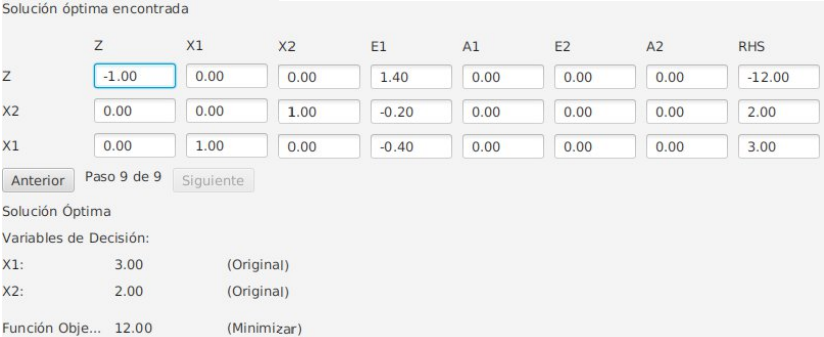 Solución óptima encontrada
Z X1 X2 E1 A1 E2 A2 RHS
Z -1.00 0.00 0.00 1.40 0.00 0.00 0.00 -12.00
X2 0.00 0.00 1.00 -0.20 0.00 0.00 0.00 2.00
X1 0.00 1.00 0.00 -0.40 0.00 0.00 0.00 3.00
Anterior Paso 9 de 9 Siguiente
Solución Óptima
Variables de Decisión:
X1: 3.00 (Original)
X2: 2.00 (Original)
Función Obje... 12.00 (Minimizar)